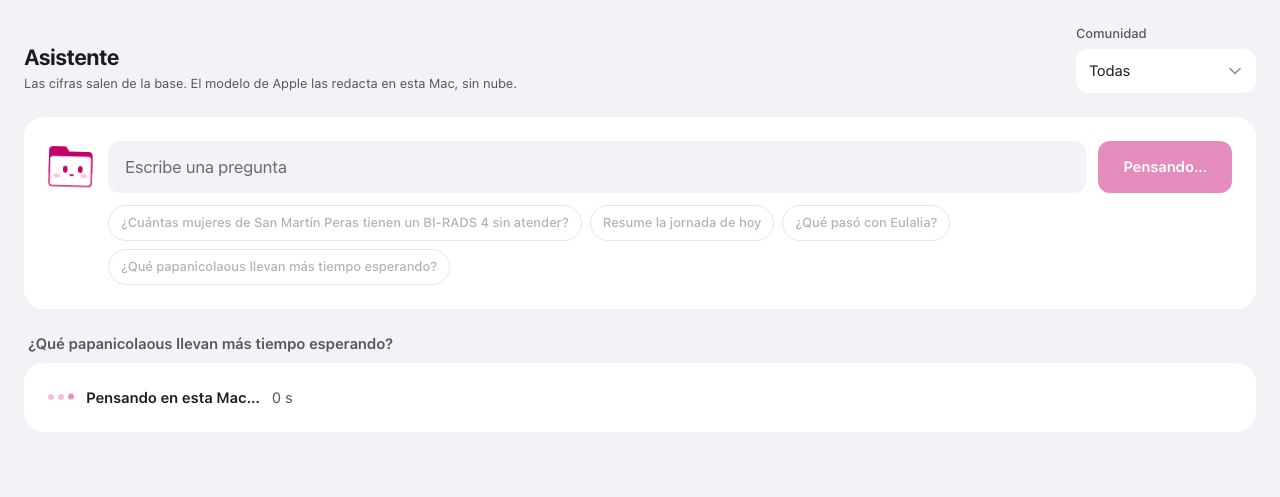 Comunidad
Asistente
Las cifras salen de la base. El modelo de Apple las redacta en esta Mac, sin nube.
Todas
Escribe una pregunta
Pensando...
¿Cuántas mujeres de San Martín Peras tienen un BI-RADS 4 sin atender?
Resume la jornada de hoy
¿Qué pasó con Eulalia?
¿Qué papanicolaous llevan más tiempo esperando?
¿Qué papanicolaous llevan más tiempo esperando?
Pensando en esta Mac... 0 s